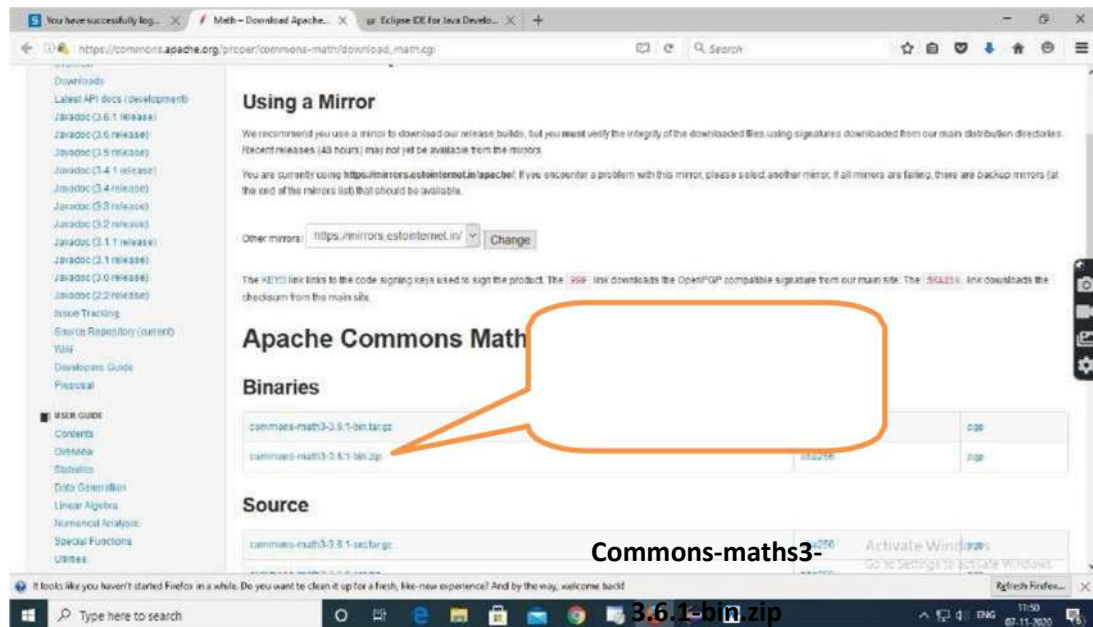 You have successfully log...
Math – Download Apache...
Eclipse IDE for Java Develo...
https://commons.apache.org/proper/commons-math/download_math.cgi
Search
Downloads
Latest API docs (development)
Javadoc (3.6.1 release)
Javadoc (3.6 release)
Javadoc (3.5 release)
Javadoc (3.4.1 release)
Javadoc (3.4 release)
Javadoc (3.3 release)
Javadoc (3.2 release)
Javadoc (3.1.1 release)
Javadoc (3.1 release)
Javadoc (3.0 release)
Javadoc (2.2 release)
Issue Tracking
Source Repository (current)
Wiki
Developers Guide
Proposal
USER GUIDE
Contents
Overview
Statistics
Data Generation
Linear Algebra
Numerical Analysis
Special Functions
Utilities
Using a Mirror
We recommend you use a mirror to download our release builds, but you must verify the integrity of the downloaded files using signatures downloaded from our main distribution directories.
Recent releases (48 hours) may not yet be available from the mirrors.
You are currently using https://mirrors.estointernet.in/apache/. If you encounter a problem with this mirror, please select another mirror. If all mirrors are failing, there are backup mirrors (at
the end of the mirrors list) that should be available.
Other mirrors: https://mirrors.estointernet.in/ Change
The KEYS link links to the code signing keys used to sign the product. The PGP link downloads the OpenPGP compatible signature from our main site. The SHA256 link downloads the
checksum from the main site.
Apache Commons Math
Binaries
commons-math3-3.6.1-bin.tar.gz pgp
commons-math3-3.6.1-bin.zip sha256 pgp
Source
commons-math3-3.6.1-src.tar.gz sha256 pgp
Commons-maths3-
3.6.1-bin.zip
Activate Windows
Go to Settings to activate Windows.
It looks like you haven't started Firefox in a while. Do you want to clean it up for a fresh, like-new experience? And by the way, welcome back!
Refresh Firefox...
Type here to search
ENG
11:50
07-11-2020